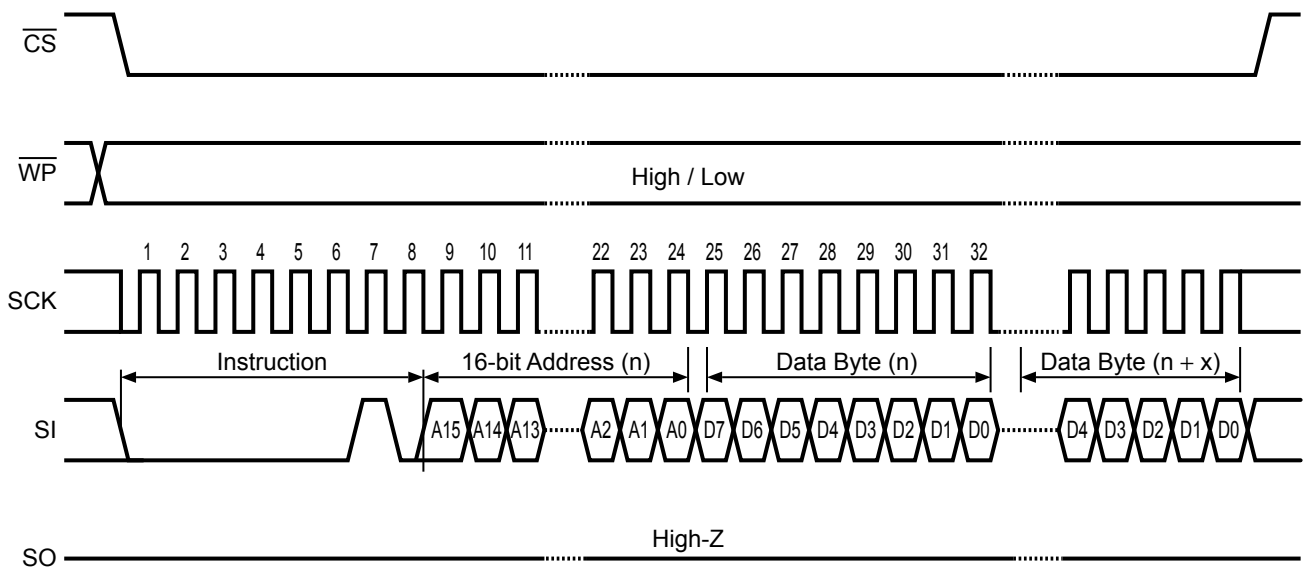 CS
WP
High / Low
1 2 3 4 5 6 7 8 9 10 11 22 23 24 25 26 27 28 29 30 31 32
SCK
Instruction 16-bit Address (n) Data Byte (n) Data Byte (n + x)
SI A15 A14 A13 A2 A1 A0 D7 D6 D5 D4 D3 D2 D1 D0 D4 D3 D2 D1 D0
High-Z
SO